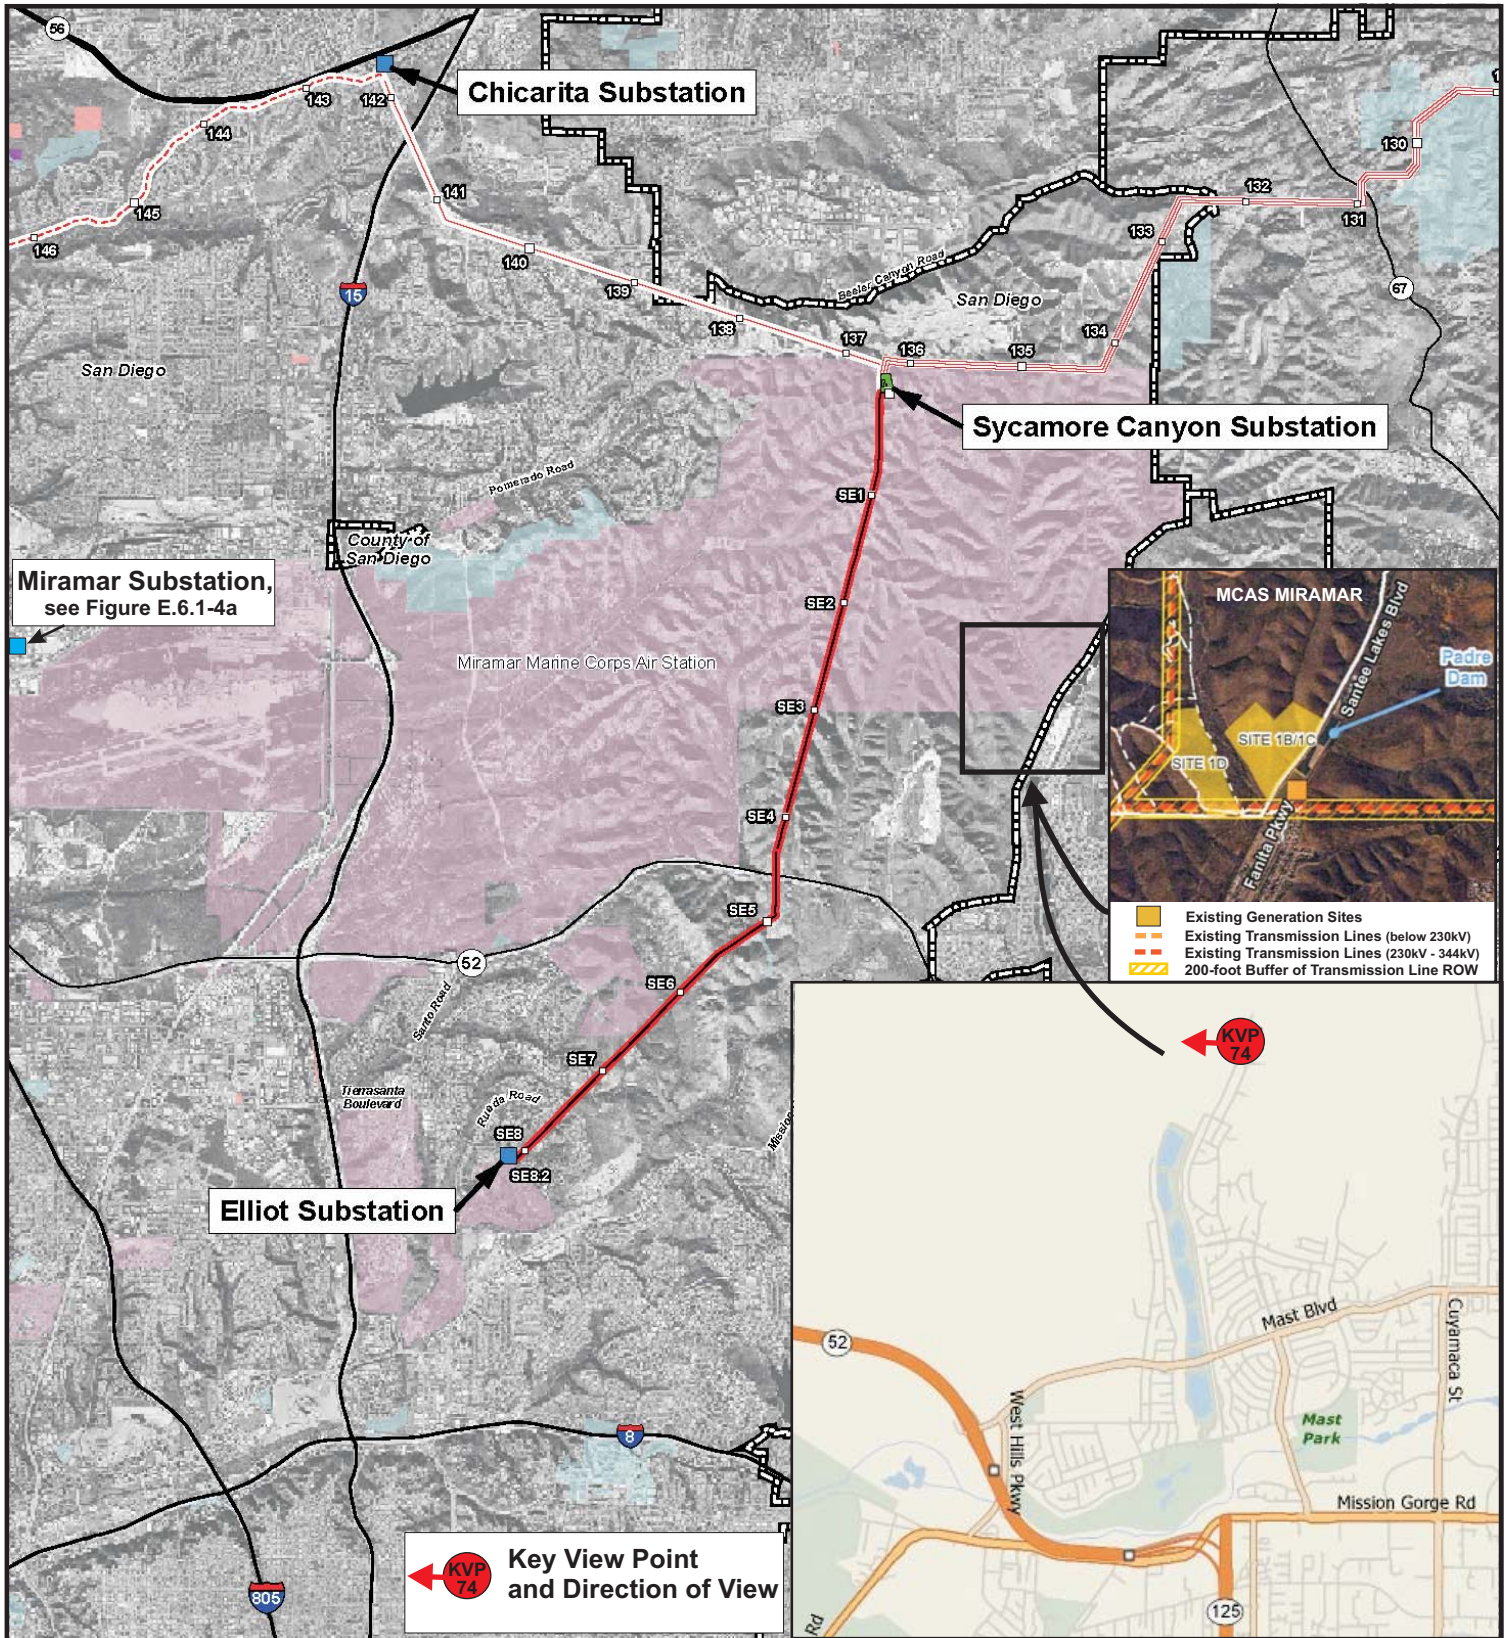 56
Chicarita Substation
143
142
144
130
141
132
145
131
133
146
140
Beeler Canyon Road
15
139
San Diego
67
138
134
137
136
135
San Diego
Sycamore Canyon Substation
Pomerado Road
SE1
County of
San Diego
Miramar Substation,
see Figure E.6.1-4a
SE2
MCAS MIRAMAR
Santee Lakes Blvd
Padre
Dam
Miramar Marine Corps Air Station
SE3
SITE 1B/1C
SITE 1D
SE4
Fanita Pkwy
SE5
Existing Generation Sites
Existing Transmission Lines (below 230kV)
Existing Transmission Lines (230kV - 344kV)
200-foot Buffer of Transmission Line ROW
52
SE6
Santo Road
KVP
74
SE7
Tierrasanta
Boulevard
Rueda Road
Mission
SE8
SE8.2
Elliot Substation
Mast Blvd
Cuyamaca St
52
West Hills Pkwy
Mast
Park
8
Mission Gorge Rd
KVP
74
Key View Point
and Direction of View
805
125
Rd